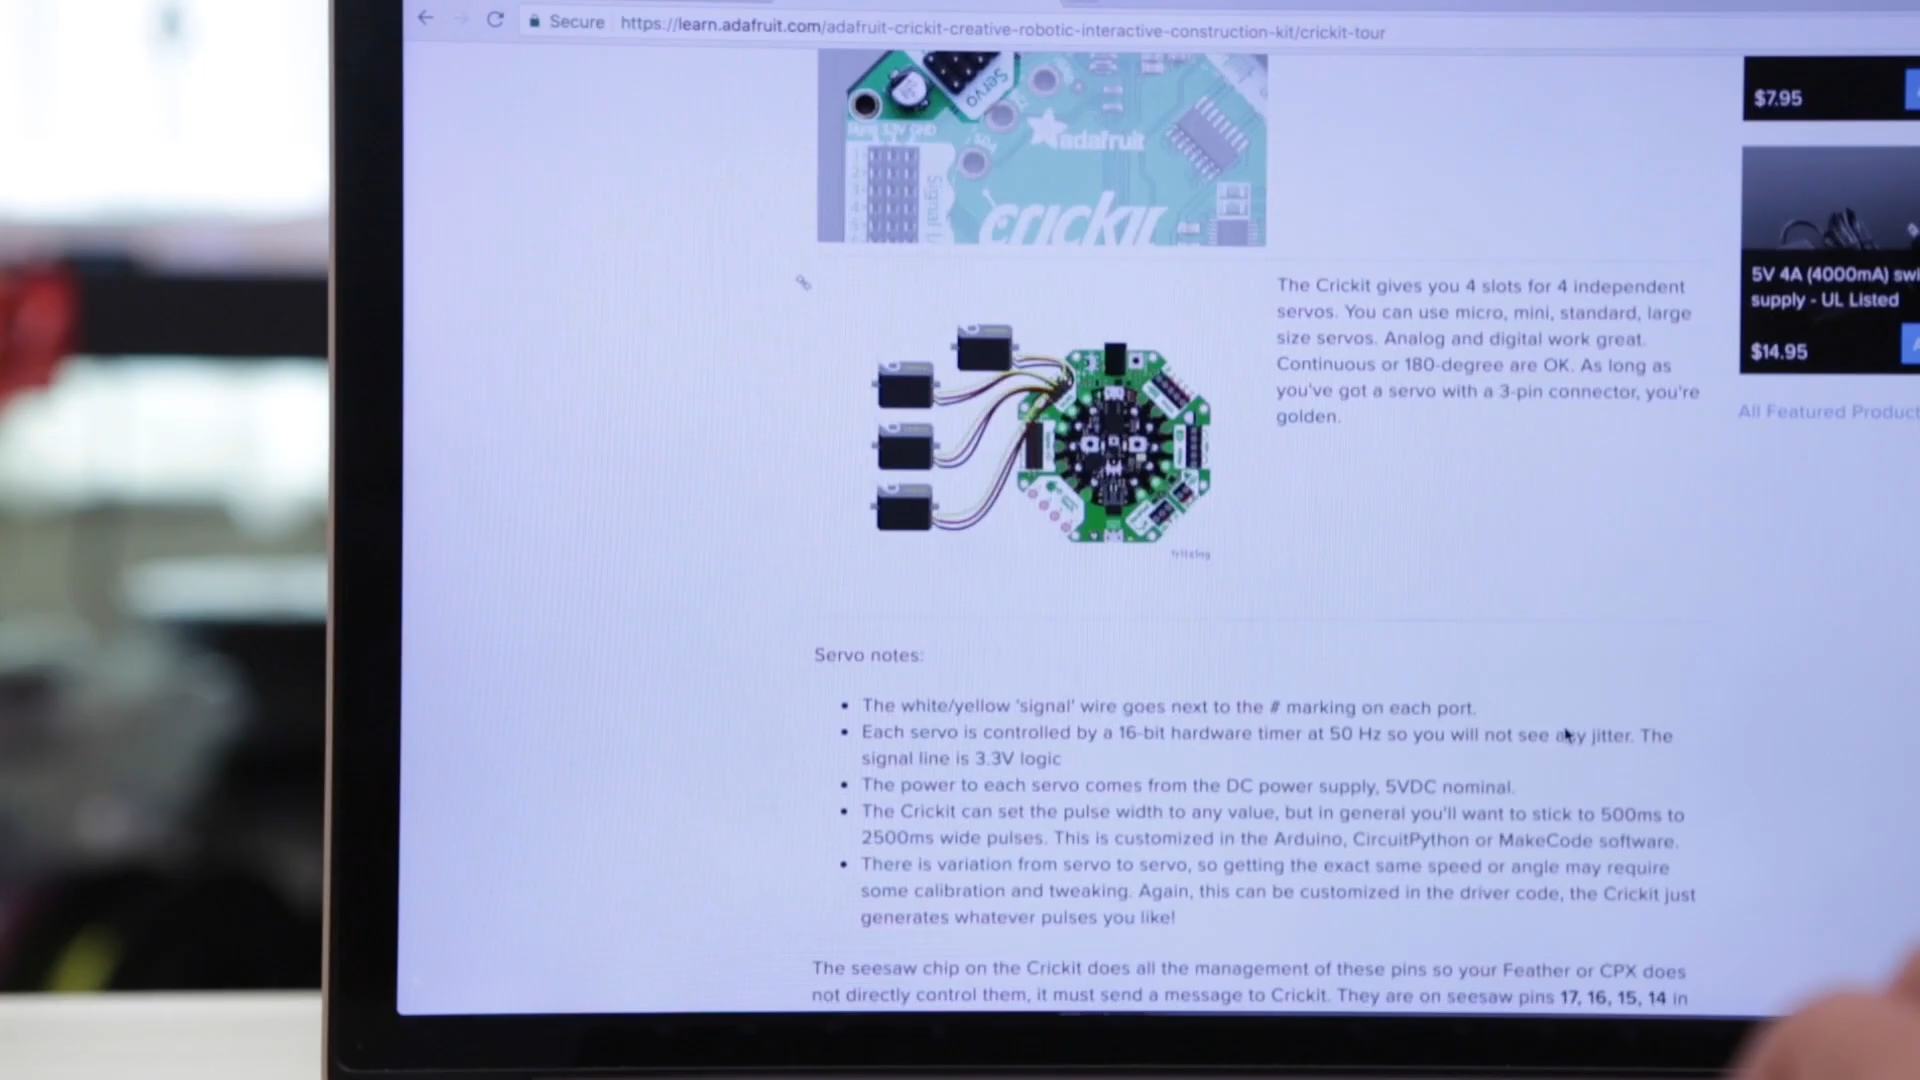 Secure https://learn.adafruit.com/adafruit-crickit-creative-robotic-interactive-construction-kit/crickit-tour
Servo
adafruit
Signal
crickit
$7.95
5V 4A (4000mA) swi
supply - UL Listed
$14.95
All Featured Product
The Crickit gives you 4 slots for 4 independent
servos. You can use micro, mini, standard, large
size servos. Analog and digital work great.
Continuous or 180-degree are OK. As long as
you've got a servo with a 3-pin connector, you're
golden.
fritzing
Servo notes:
• The white/yellow 'signal' wire goes next to the # marking on each port.
• Each servo is controlled by a 16-bit hardware timer at 50 Hz so you will not see any jitter. The
signal line is 3.3V logic
• The power to each servo comes from the DC power supply, 5VDC nominal.
• The Crickit can set the pulse width to any value, but in general you'll want to stick to 500ms to
2500ms wide pulses. This is customized in the Arduino, CircuitPython or MakeCode software.
• There is variation from servo to servo, so getting the exact same speed or angle may require
some calibration and tweaking. Again, this can be customized in the driver code, the Crickit just
generates whatever pulses you like!
The seesaw chip on the Crickit does all the management of these pins so your Feather or CPX does
not directly control them, it must send a message to Crickit. They are on seesaw pins 17, 16, 15, 14 in